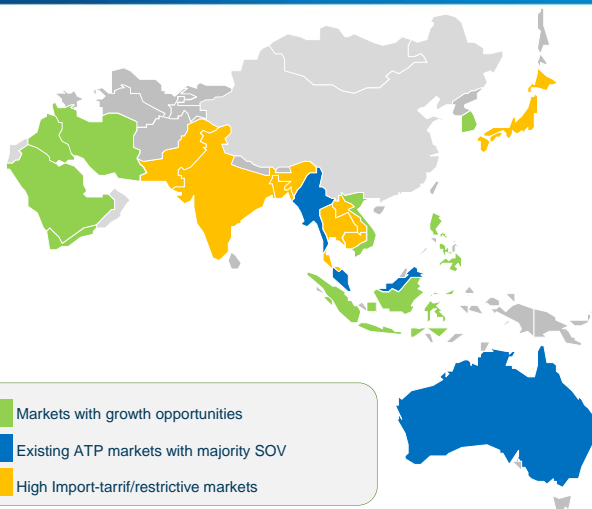 Markets with growth opportunities
Existing ATP markets with majority SOV
High Import-tarrif/restrictive markets